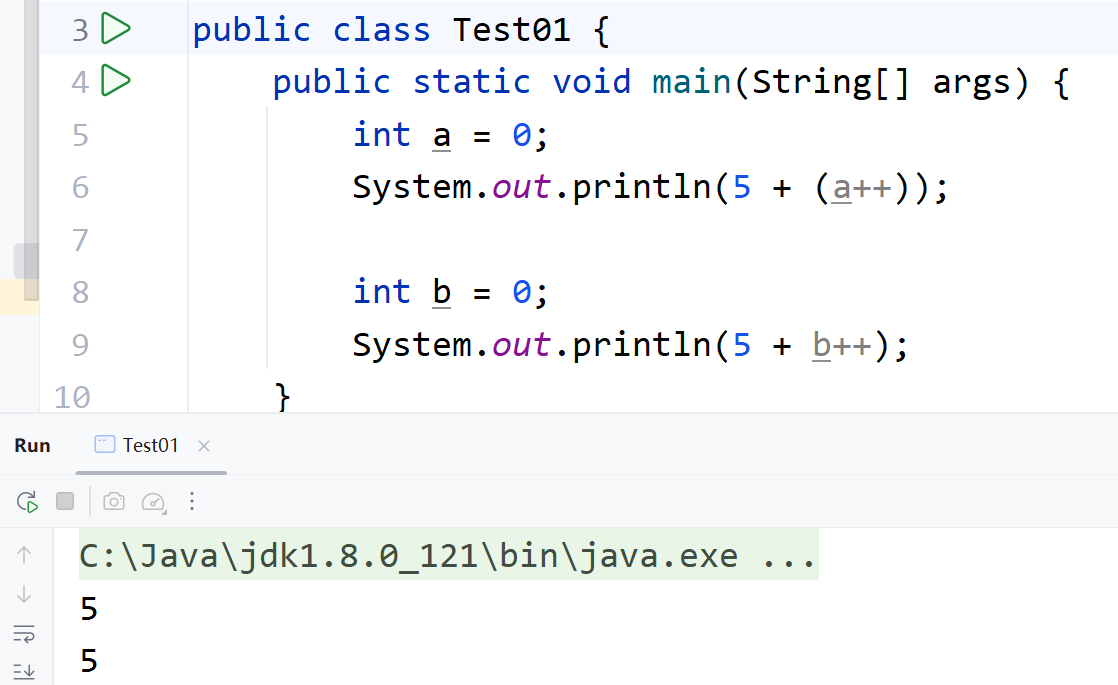 3 public class Test01 {
4 public static void main(String[] args) {
5 int a = 0;
6 System.out.println(5 + (a++));
7
8 int b = 0;
9 System.out.println(5 + b++);
10 }
Run Test01
C:\Java\jdk1.8.0_121\bin\java.exe ...
5
5